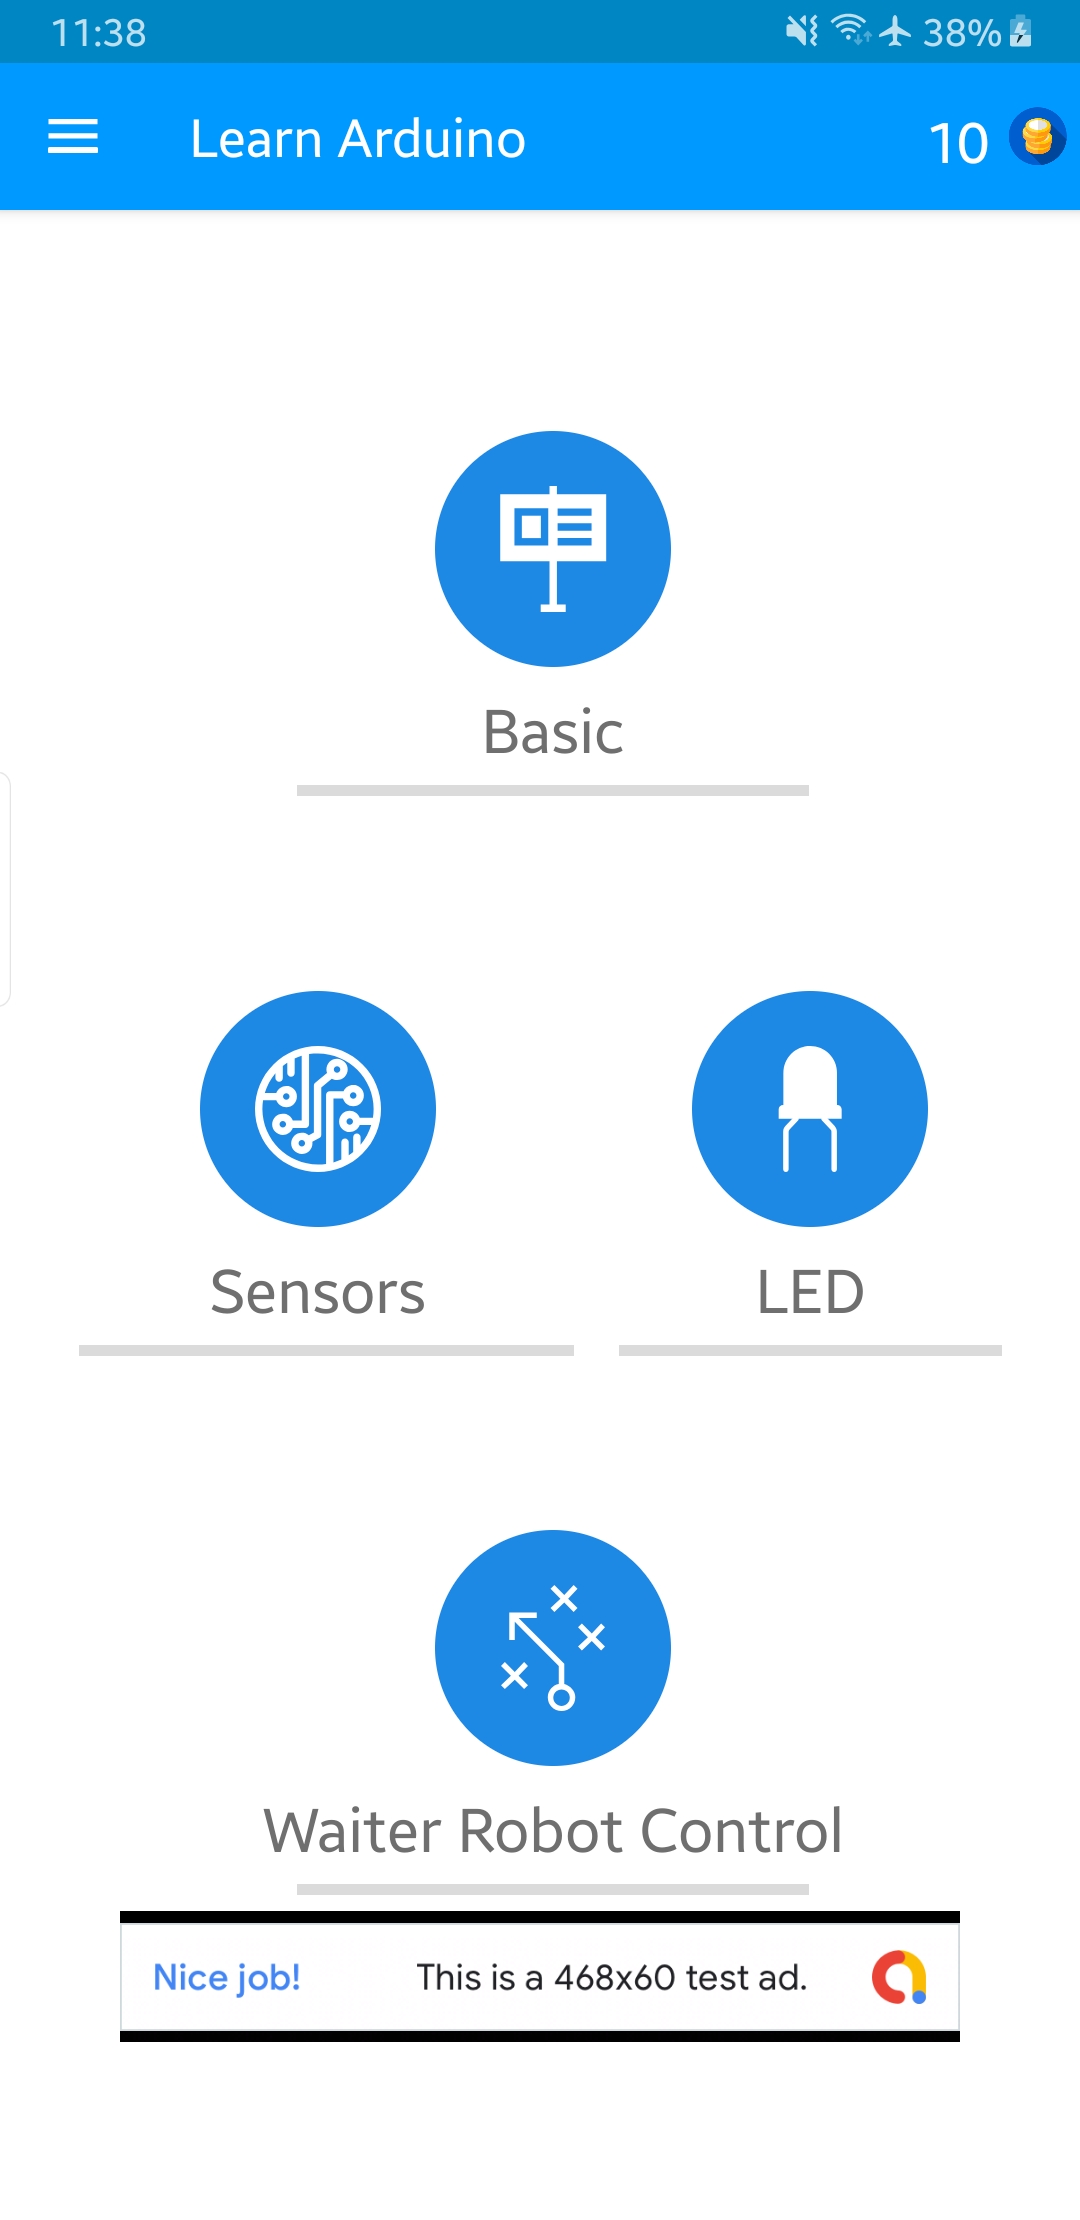 11:38
38%
Learn Arduino
10
Basic
Sensors
LED
Waiter Robot Control
Nice job!
This is a 468x60 test ad.